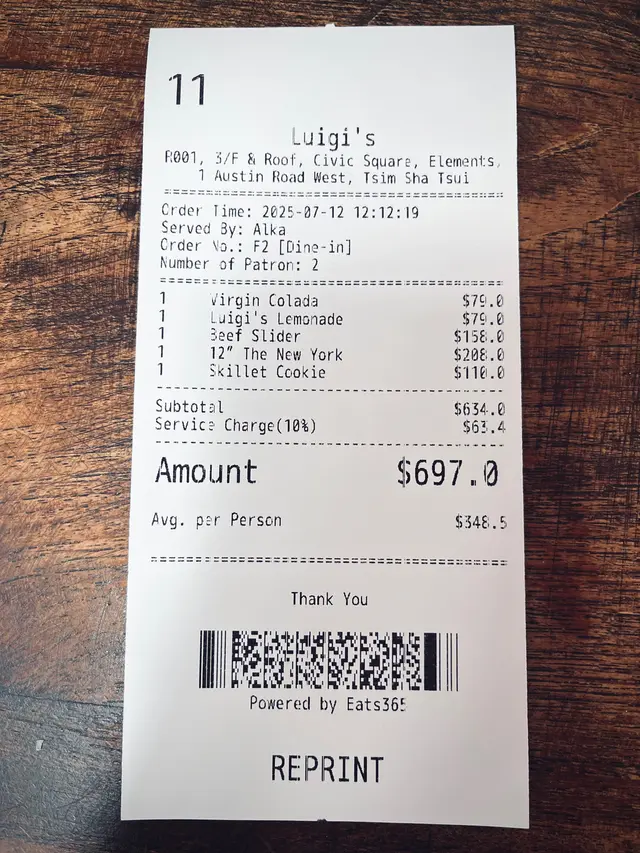 11
Luigi's
R001, 3/F & Roof, Civic Square, Elements,
1 Austin Road West, Tsim Sha Tsui
Order Time: 2025-07-12 12:12:19
Served By: Alka
Order No.: F2 [Dine-in]
Number of Patron: 2
1 Virgin Colada $79.0
1 Luigi's Lemonade $79.0
1 Beef Slider $158.0
1 12" The New York $208.0
1 Skillet Cookie $110.0
Subtotal $634.0
Service Charge(10%) $63.4
Amount $697.0
Avg. per Person $348.5
Thank You
Powered by Eats365
REPRINT